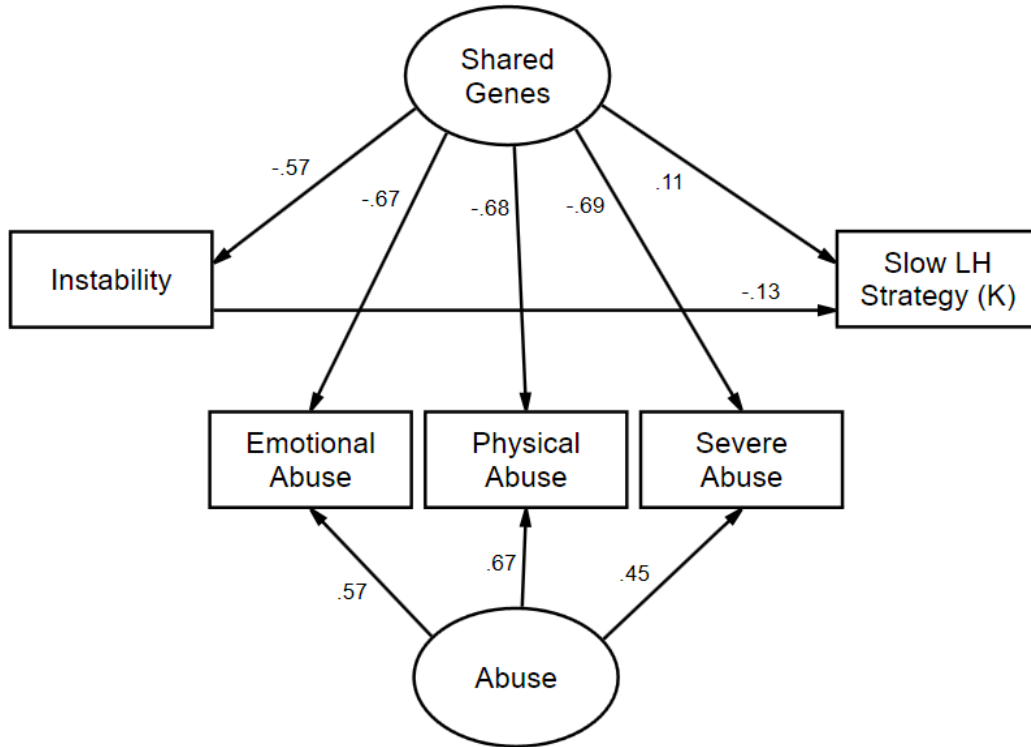 Shared
Genes
-.57
-.67
-.68
-.69
.11
Instability
Slow LH
Strategy (K)
-.13
Emotional
Abuse
Physical
Abuse
Severe
Abuse
.57
.67
.45
Abuse